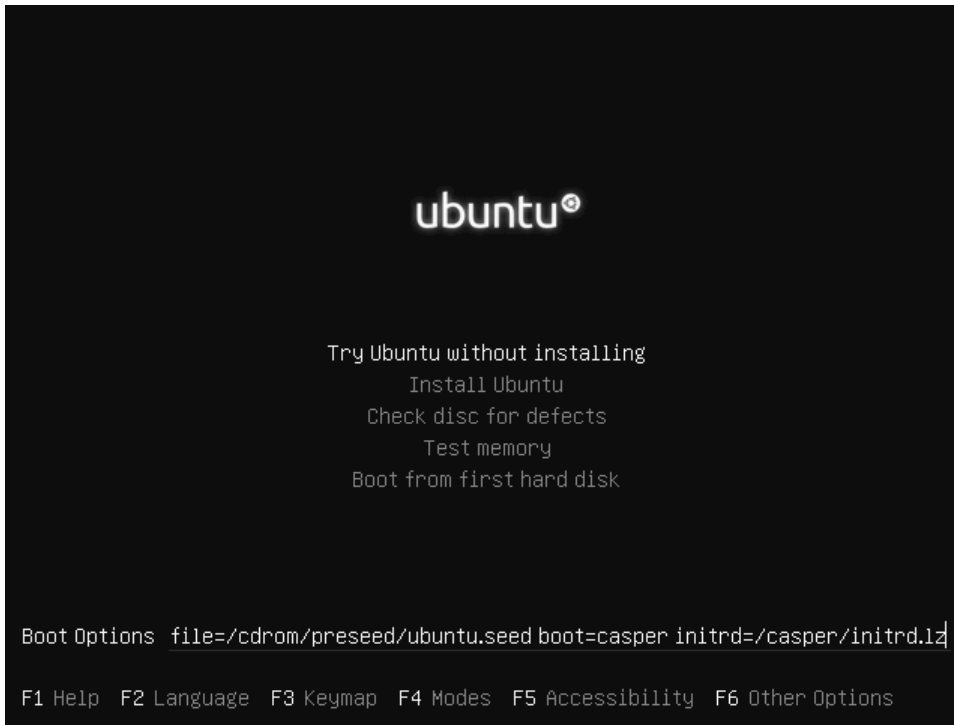 ubuntu
Try Ubuntu without installing
Install Ubuntu
Check disc for defects
Test memory
Boot from first hard disk
Boot Options file=/cdrom/preseed/ubuntu.seed boot=casper initrd=/casper/initrd.lz
F1 Help F2 Language F3 Keymap F4 Modes F5 Accessibility F6 Other Options